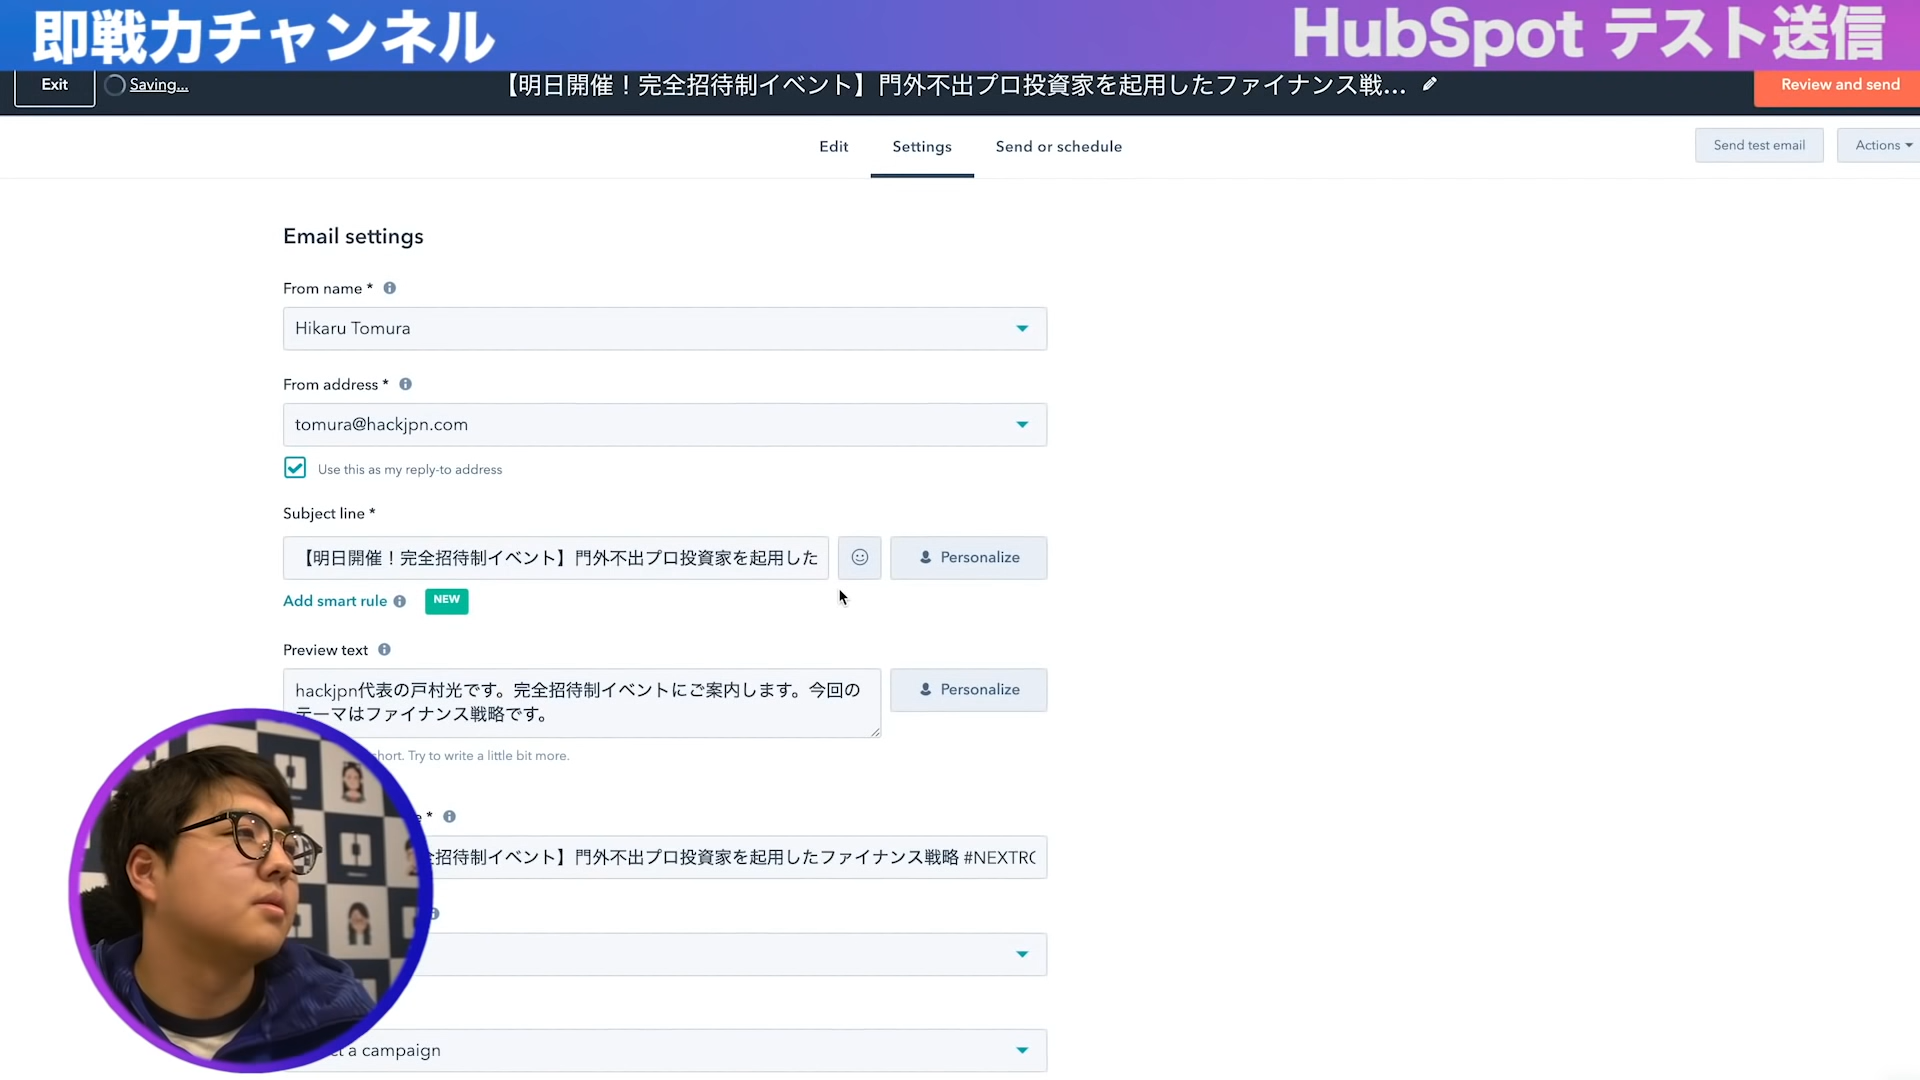 即戦力チャンネル
HubSpot テスト送信
Exit
Saving...
【明日開催！完全招待制イベント】門外不出プロ投資家を起用したファイナンス戦...
Review and send
Edit
Settings
Send or schedule
Send test email
Actions
Email settings
From name *
Hikaru Tomura
From address *
tomura@hackjpn.com
Use this as my reply-to address
Subject line *
【明日開催！完全招待制イベント】門外不出プロ投資家を起用した
Personalize
Add smart rule
NEW
Preview text
hackjpn代表の戸村光です。完全招待制イベントにご案内します。今回の
テーマはファイナンス戦略です。
Personalize
short. Try to write a little bit more.
*
招待制イベント】門外不出プロ投資家を起用したファイナンス戦略 #NEXTRO
a campaign